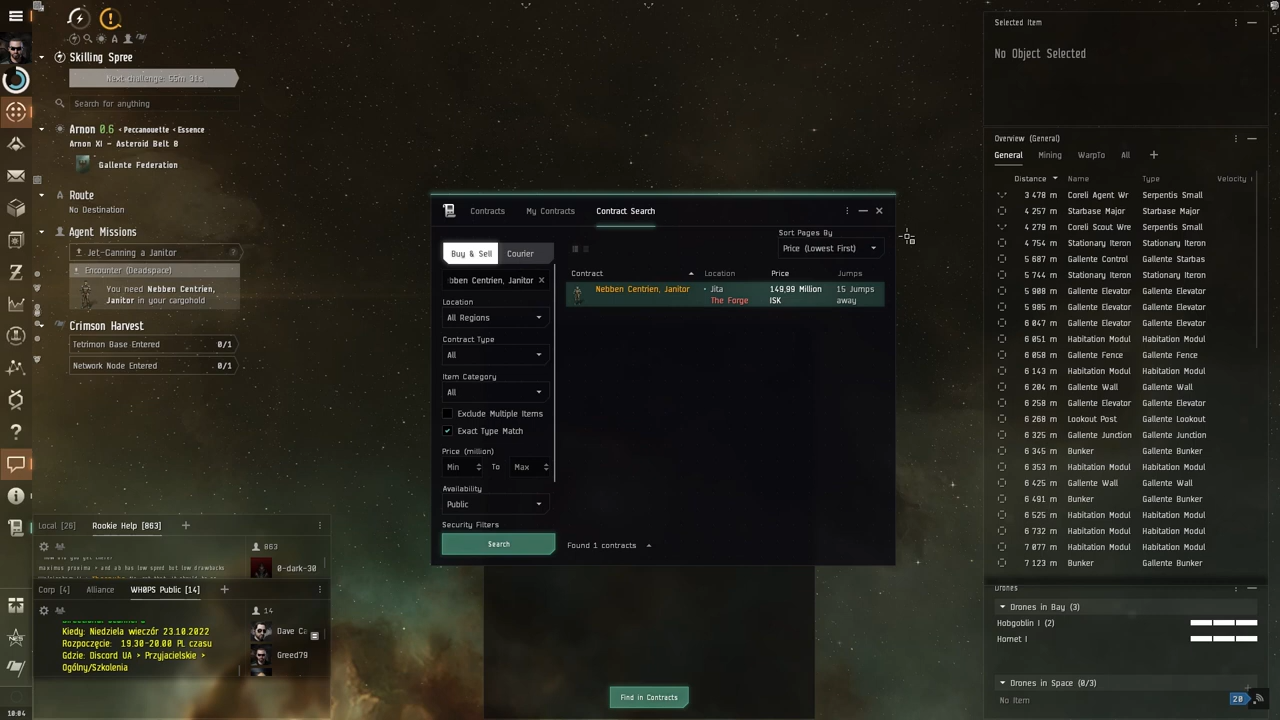 Skilling Spree
Next challenge: 55m 31s
Search for anything
Arnon 0.6 ‹ Peccanouette ‹ Essence
Arnon XI - Asteroid Belt 8
Gallente Federation
Route
No Destination
Agent Missions
Jet-Canning a Janitor
?
Encounter (Deadspace)
You need Nebben Centrien,
Janitor in your cargohold
Crimson Harvest
Tetrimon Base Entered 0/1
Network Node Entered 0/1
Local [26] Rookie Help [863]
863
0-dark-30
Corp [4] Alliance WH0PS Public [14]
14
Kiedy: Niedziela wieczór 23.10.2022
Rozpoczęcie: 19.30-20.00 PL czasu
Gdzie: Discord UA > Przyjacielskie >
Ogólny/Szkolenia
Dave Ca
Greed79
10:04
Contracts My Contracts Contract Search
Buy & Sell Courier
bben Centrien, Janitor
Location
All Regions
Contract Type
All
Item Category
All
Exclude Multiple Items
Exact Type Match
Price (million)
Min To Max
Availability
Public
Security Filters
Search
Sort Pages By
Price (Lowest First)
Contract Location Price Jumps
Nebben Centrien, Janitor Jita 149,99 Million 15 Jumps
The Forge ISK away
Found 1 contracts
Find in Contracts
Selected Item
No Object Selected
Overview (General)
General Mining WarpTo All
Distance Name Type Velocity
3 478 m Coreli Agent Wr Serpentis Small
4 257 m Starbase Major Serpentis Small
4 279 m Coreli Scout Wre Serpentis Small
4 754 m Stationary Iteron Stationary Iteron
5 687 m Gallente Control Gallente Starbas
5 744 m Stationary Iteron Stationary Iteron
5 908 m Gallente Elevator Gallente Elevator
5 985 m Gallente Elevator Gallente Elevator
6 047 m Gallente Elevator Gallente Elevator
6 051 m Habitation Modul Habitation Modul
6 058 m Gallente Fence Gallente Fence
6 143 m Habitation Modul Habitation Modul
6 204 m Gallente Wall Gallente Wall
6 258 m Gallente Elevator Gallente Elevator
6 268 m Lookout Post Gallente Lookout
6 325 m Gallente Junction Gallente Junction
6 345 m Bunker Gallente Bunker
6 353 m Habitation Modul Habitation Modul
6 425 m Gallente Wall Gallente Wall
6 491 m Bunker Gallente Bunker
6 525 m Habitation Modul Habitation Modul
6 732 m Habitation Modul Habitation Modul
7 077 m Habitation Modul Habitation Modul
7 123 m Bunker Gallente Bunker
Drones
Drones in Bay (3)
Hobgoblin I (2)
Hornet I
Drones in Space (0/3)
No Item
20